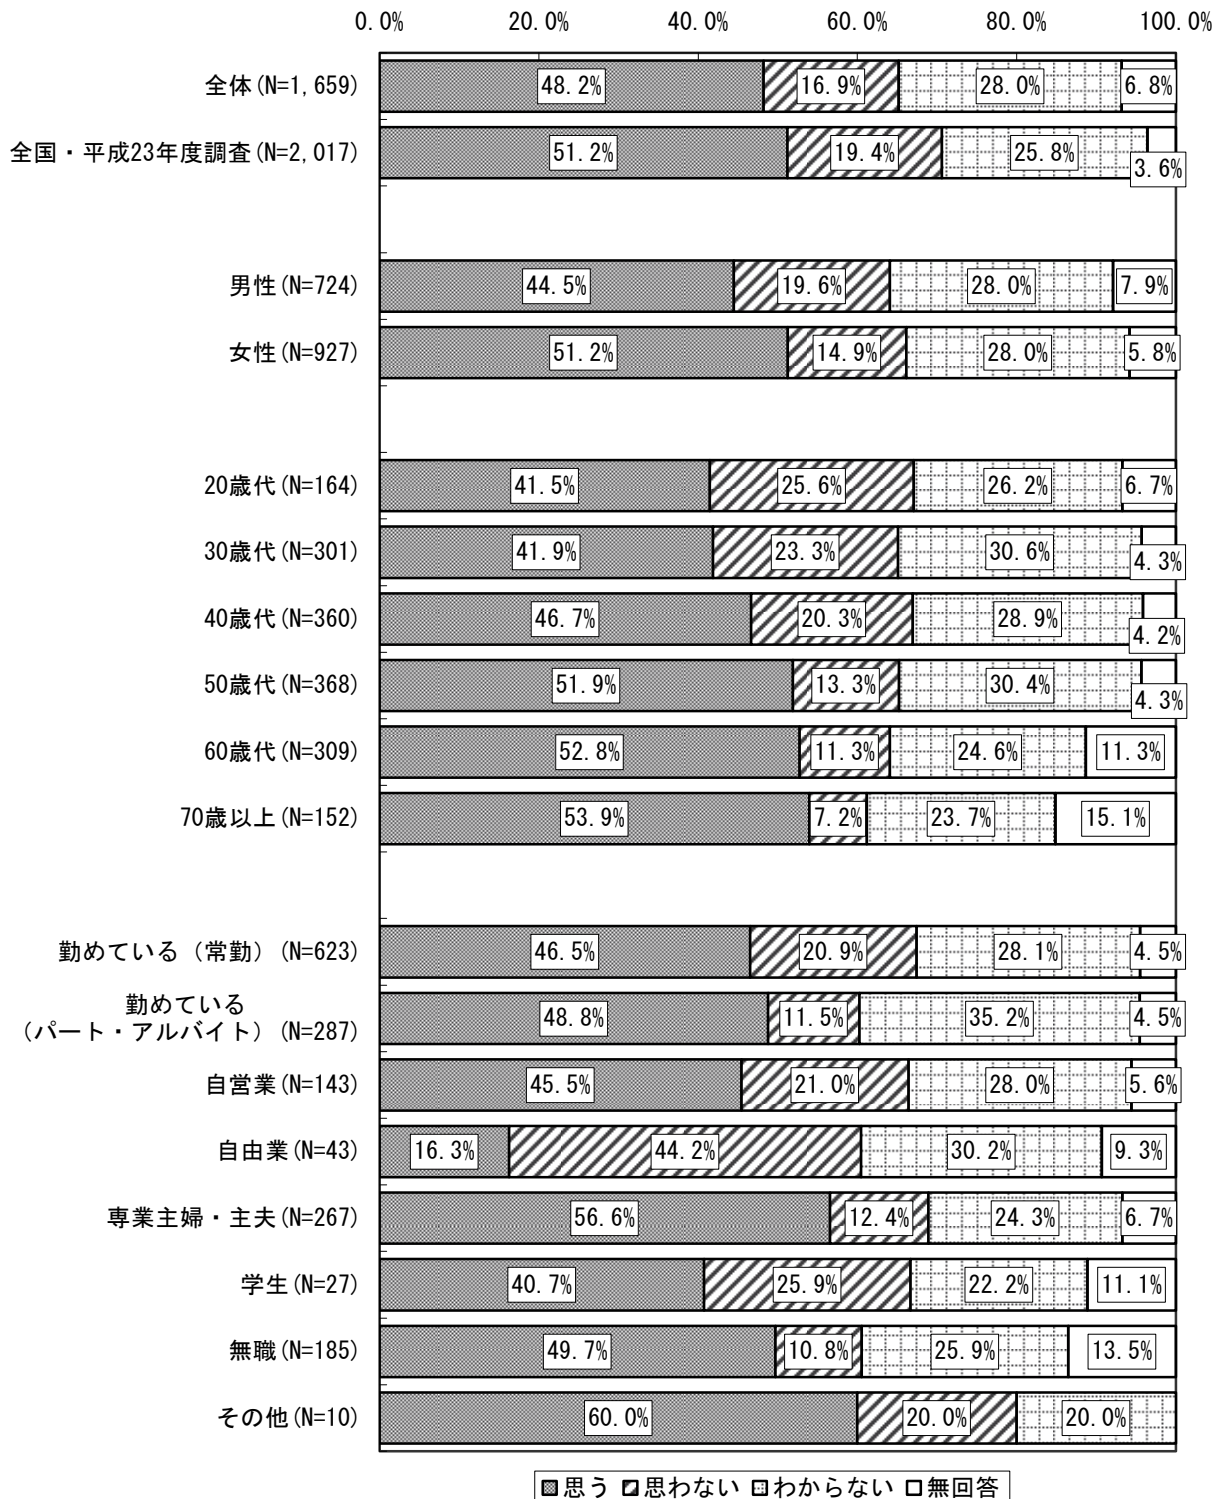 0.0% 20.0% 40.0% 60.0% 80.0% 100.0%
全体(N=1,659) 48.2% 16.9% 28.0% 6.8%
全国・平成23年度調査(N=2,017) 51.2% 19.4% 25.8% 3.6%
男性(N=724) 44.5% 19.6% 28.0% 7.9%
女性(N=927) 51.2% 14.9% 28.0% 5.8%
20歳代(N=164) 41.5% 25.6% 26.2% 6.7%
30歳代(N=301) 41.9% 23.3% 30.6% 4.3%
40歳代(N=360) 46.7% 20.3% 28.9% 4.2%
50歳代(N=368) 51.9% 13.3% 30.4% 4.3%
60歳代(N=309) 52.8% 11.3% 24.6% 11.3%
70歳以上(N=152) 53.9% 7.2% 23.7% 15.1%
勤めている（常勤）(N=623) 46.5% 20.9% 28.1% 4.5%
勤めている
（パート・アルバイト）(N=287) 48.8% 11.5% 35.2% 4.5%
自営業(N=143) 45.5% 21.0% 28.0% 5.6%
自由業(N=43) 16.3% 44.2% 30.2% 9.3%
専業主婦・主夫(N=267) 56.6% 12.4% 24.3% 6.7%
学生(N=27) 40.7% 25.9% 22.2% 11.1%
無職(N=185) 49.7% 10.8% 25.9% 13.5%
その他(N=10) 60.0% 20.0% 20.0%
思う 思わない わからない 無回答